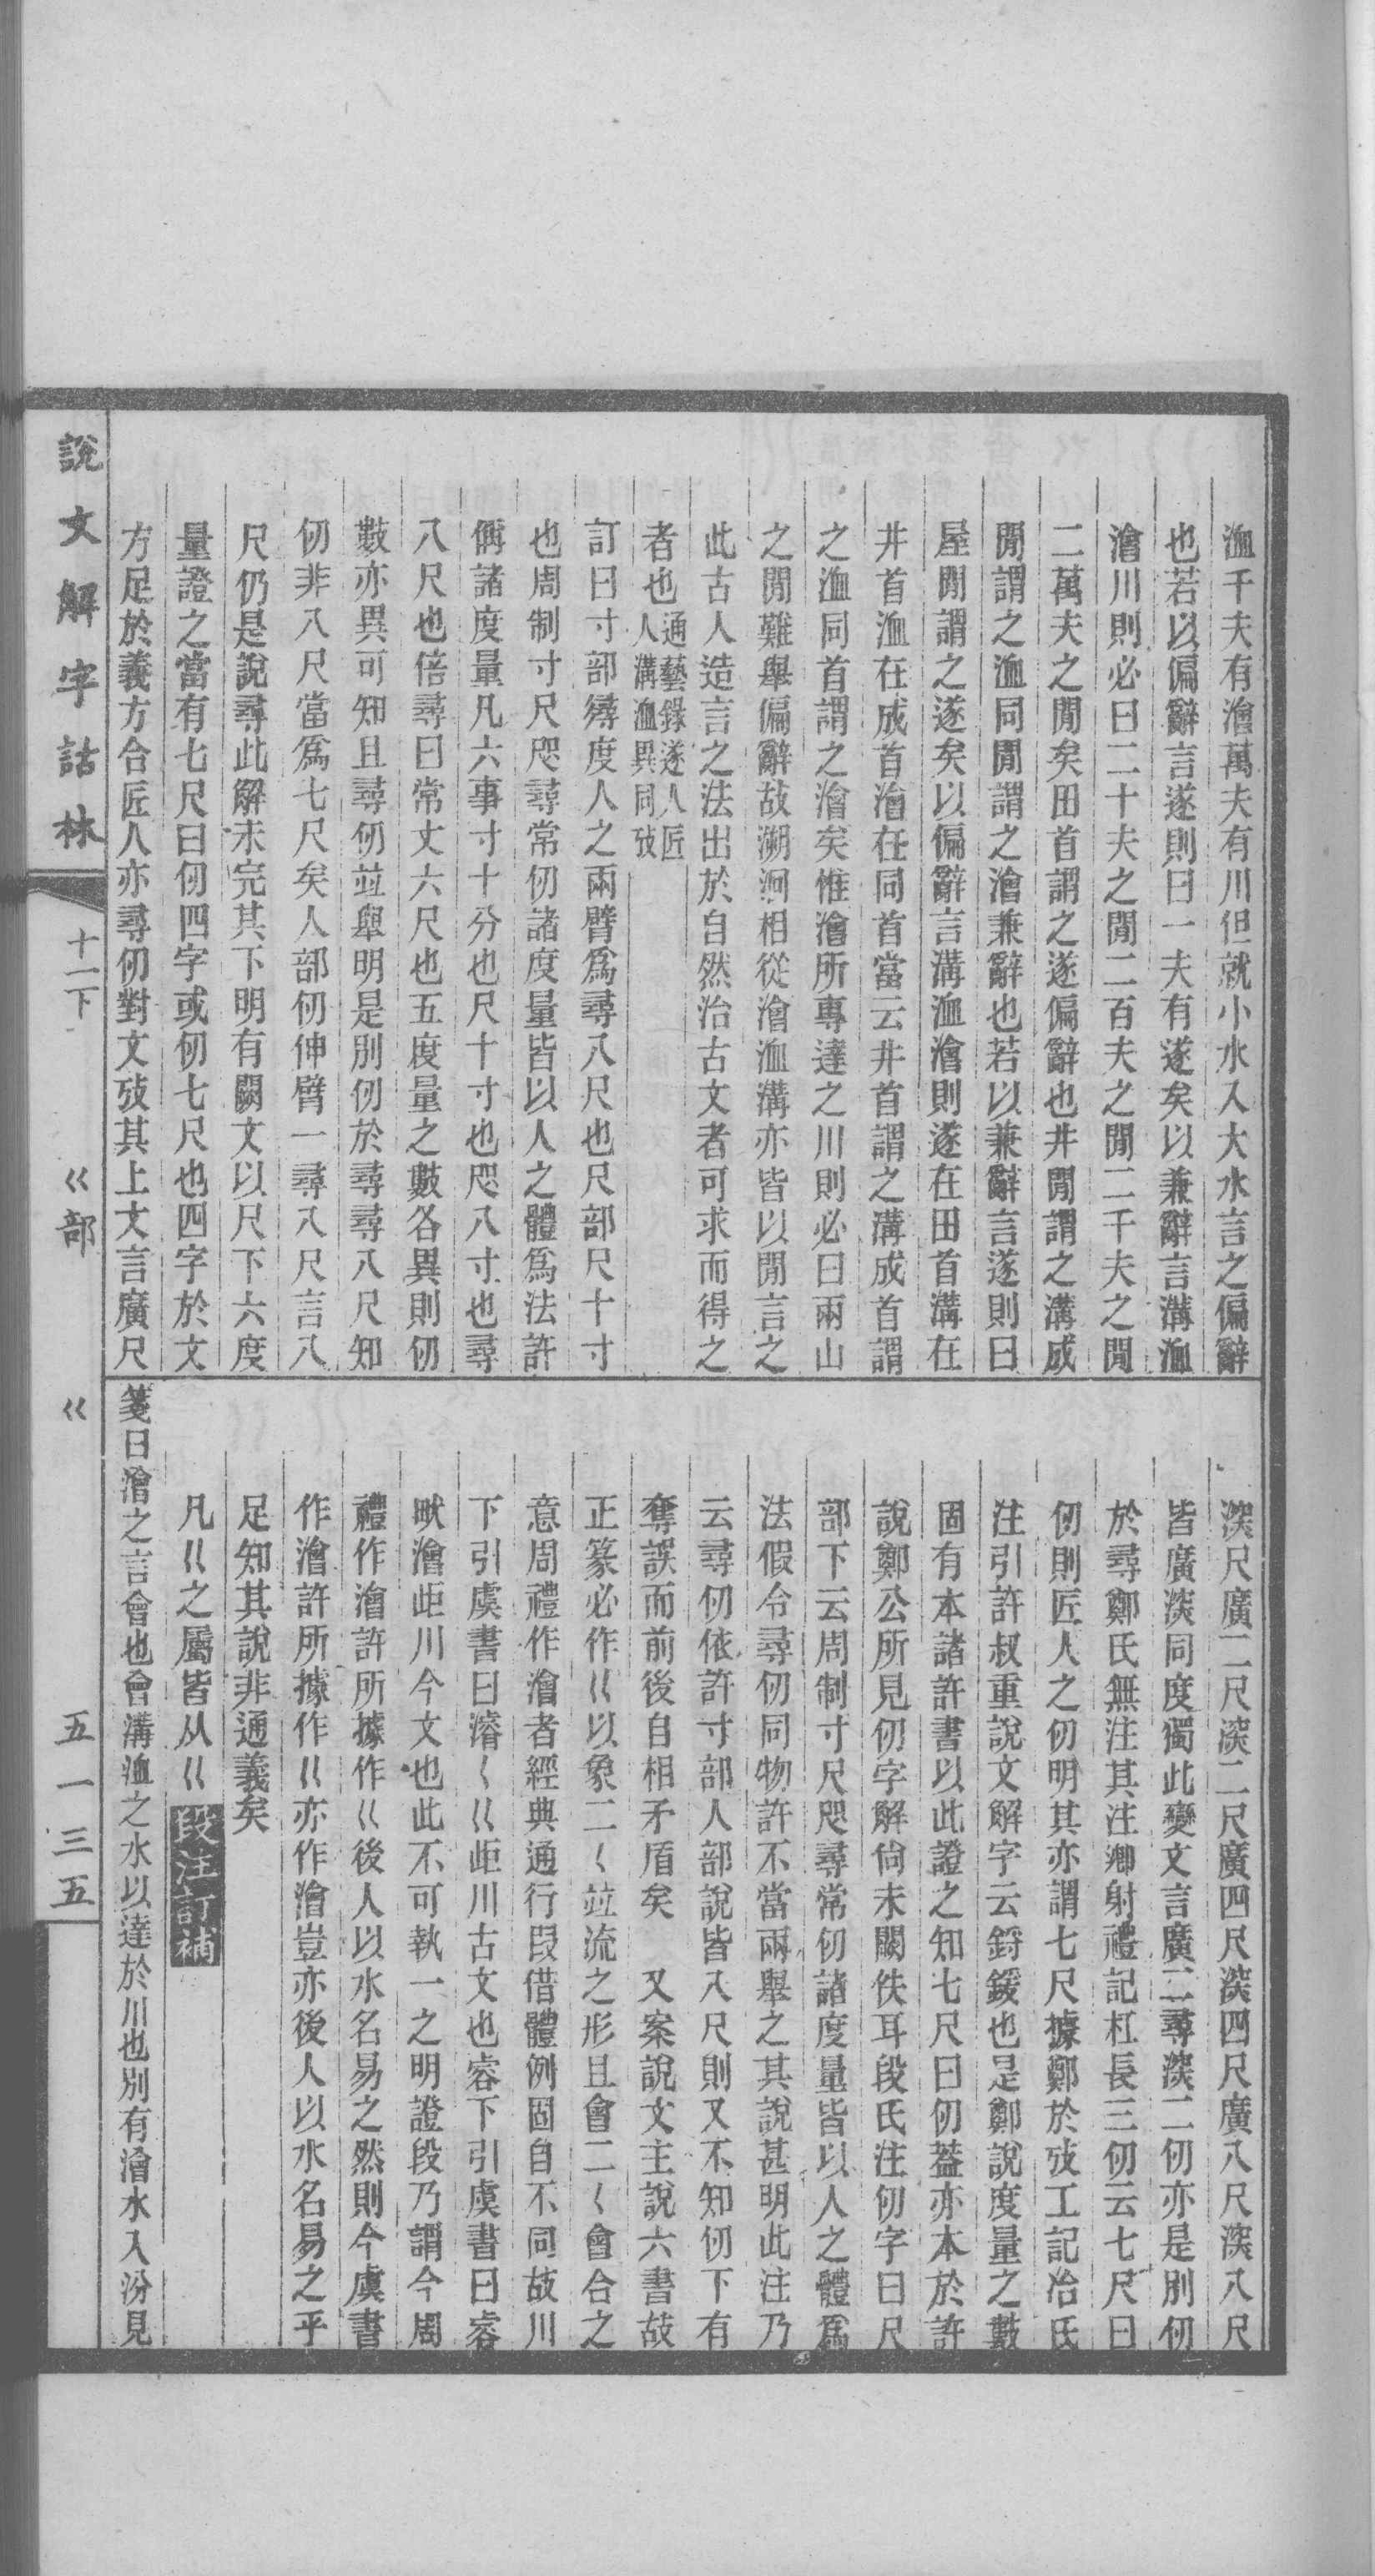 洫千夫有澮萬夫有川但就小水入大水言之偏辭
也若以偏辭言遂則曰一夫有遂矣以兼辭言溝洫
澮川則必曰二十夫之閒二百夫之閒二千夫之閒
二萬夫之閒矣田首謂之遂偏辭也井閒謂之溝成
閒謂之洫同閒謂之澮兼辭也若以兼辭言遂則曰
屋閒謂之遂矣以偏辭言溝洫澮則遂在田首溝在
井首洫在成首澮在同首當云井首謂之溝成首謂
之洫同首謂之澮矣惟澮所專達之川則必曰兩山
之閒難舉偏辭故溯洄相從澮洫溝亦皆以閒言之
此古人造言之法出於自然治古文者可求而得之
者也通藝錄遂人匠人溝洫異同攷
訂曰寸部㝷度人之兩臂爲尋八尺也尺部尺十寸
也周制寸尺咫尋常仞諸度量皆以人之體爲法許
偁諸度量凡六事寸十分也尺十寸也咫八寸也尋
八尺也倍尋曰常丈六尺也五度量之數各異則仞
數亦異可知且尋仞竝舉明是別仞於尋尋八尺知
仞非八尺當爲七尺矣人部仞伸臂一尋八尺言八
尺仍是說尋此解未完其下明有闕文以尺下六度
量證之當有七尺曰仞四字或仞七尺也四字於文
方足於義方合匠人亦尋仞對文攷其上文言廣尺
深尺廣二尺深二尺廣四尺深四尺廣八尺深八尺
皆廣深同度獨此變文言廣二尋深二仞亦是別仞
於尋鄭氏無注其注鄉射禮記杠長三仞云七尺曰
仞則匠人之仞明其亦謂七尺據鄭於攷工記冶氏
注引許叔重說文解字云鋝鍰也是鄭說度量之數
固有本諸許書以此證之知七尺曰仞葢亦本於許
說鄭公所見仞字解尙未闕佚耳段氏注仞字曰尺
部下云周制寸尺咫尋常仞諸度量皆以人之體爲
法假令尋仞同物許不當兩舉之其說甚明此注乃
云尋仞依許寸部人部說皆八尺則又不知仞下有
奪誤而前後自相矛盾矣　又案說文主說六書故
正篆必作巜以象二〈竝流之形且會二〈會合之
意周禮作澮者經典通行叚借體例固自不同故川
下引虞書曰濬〈巜歫川古文也睿下引虞書曰睿
畎澮歫川今文也此不可執一之明證段乃謂今周
禮作澮許所據作巜後人以水名易之然則今虞書
作澮許所據作巜亦作澮豈亦後人以水名易之乎
足知其說非通義矣
凡巜之屬皆从巜段注訂補
箋曰澮之言會也會溝洫之水以達於川也別有澮水入汾見
說文解字詁林　十一下　巜部　巜　五一三五